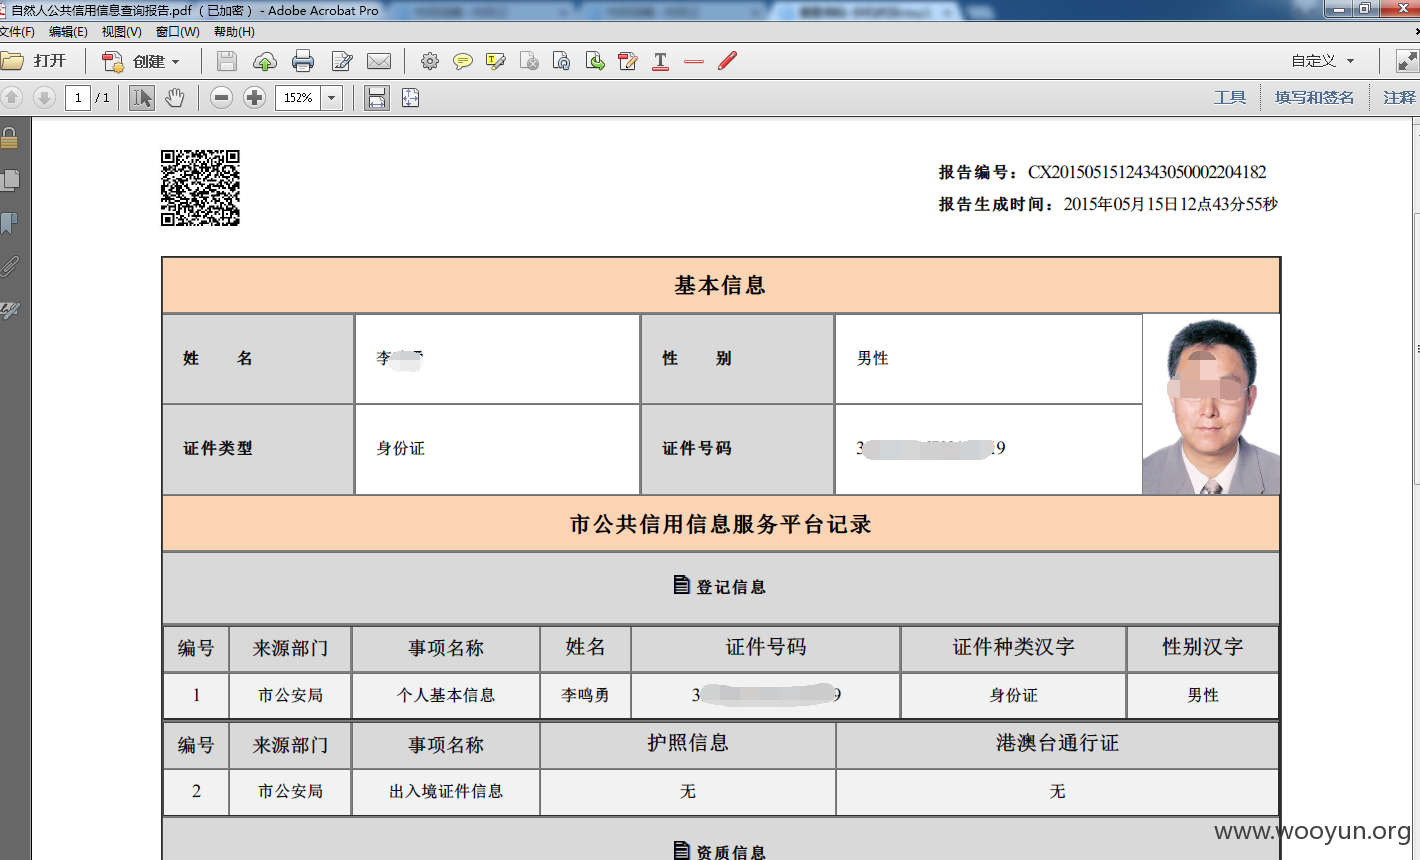 自然人公共信用信息查询报告.pdf （已加密） - Adobe Acrobat Pro
文件(F) 编辑(E) 视图(V) 窗口(W) 帮助(H)
打开 创建 自定义
1 / 1 152% 工具 填写和签名 注释
报告编号：CX20150515124343050002204182
报告生成时间：2015年05月15日12点43分55秒
基本信息
姓 名 李 性 别 男性
证件类型 身份证 证件号码 3 9
市公共信用信息服务平台记录
登记信息
编号 来源部门 事项名称 姓名 证件号码 证件种类汉字 性别汉字
1 市公安局 个人基本信息 李鸣勇 3 9 身份证 男性
编号 来源部门 事项名称 护照信息 港澳台通行证
2 市公安局 出入境证件信息 无 无
资质信息
www.wooyun.org